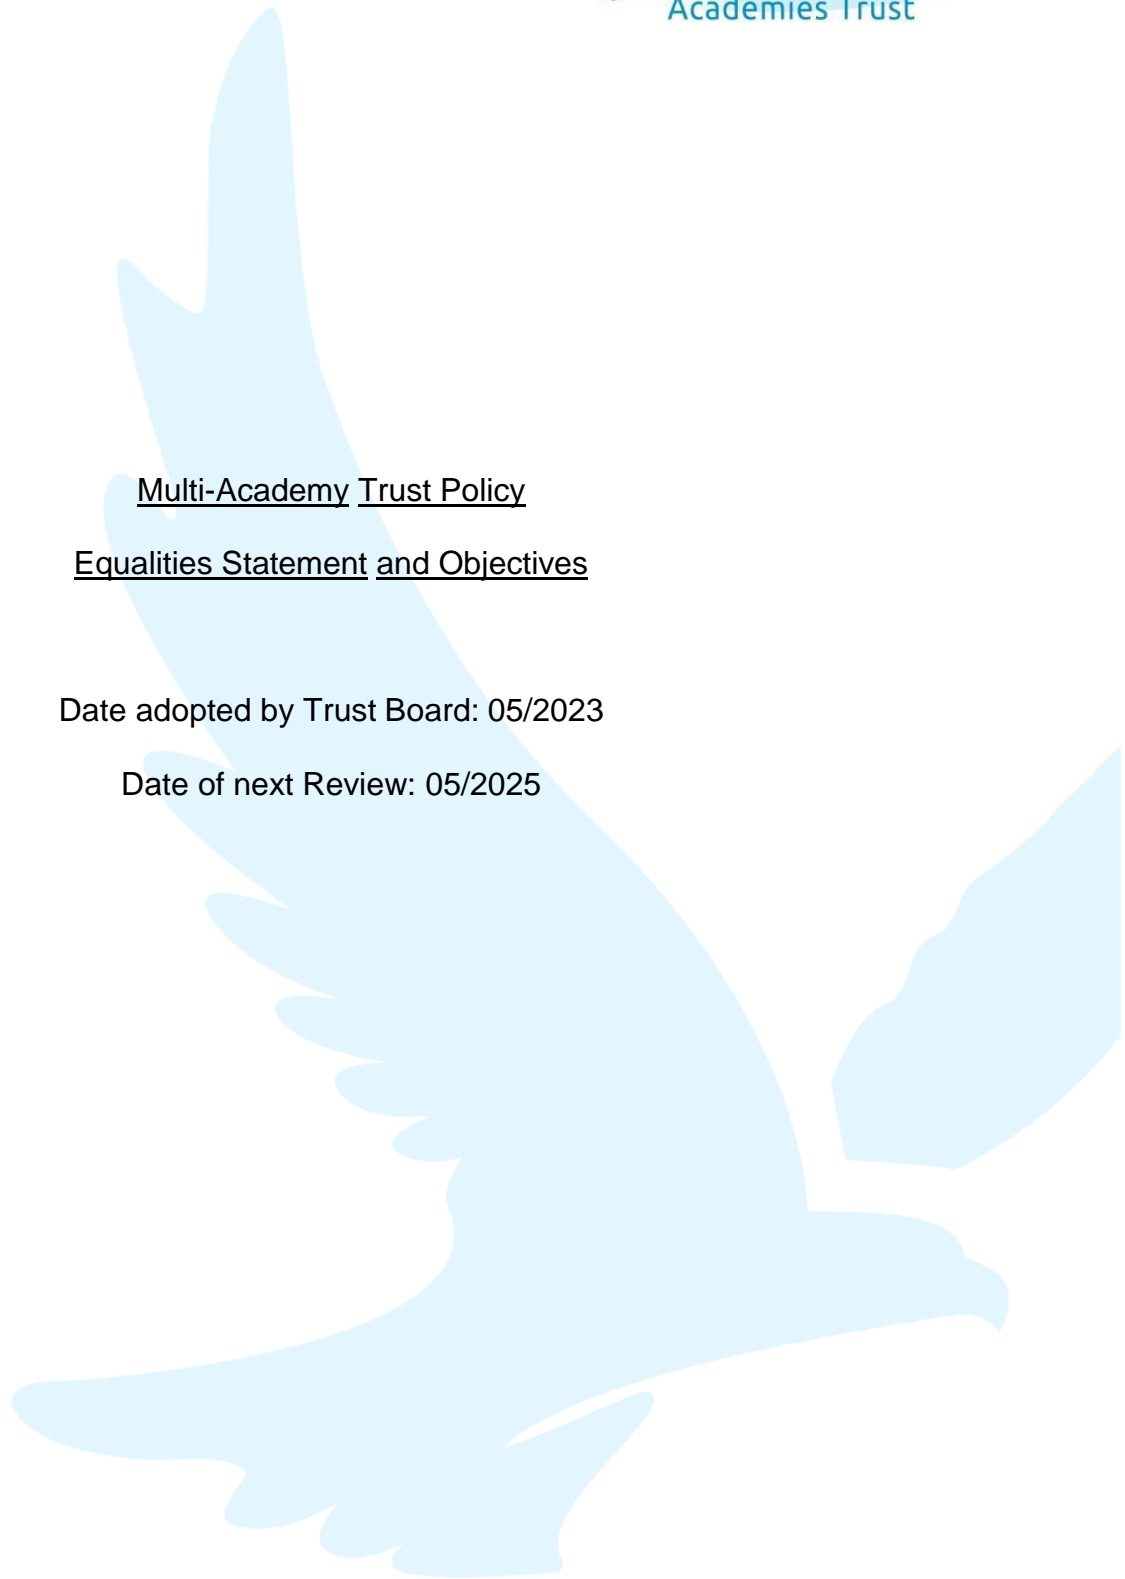 Academies Trust
Multi-Academy Trust Policy
Equalities Statement and Objectives
Date adopted by Trust Board: 05/2023
Date of next Review: 05/2025